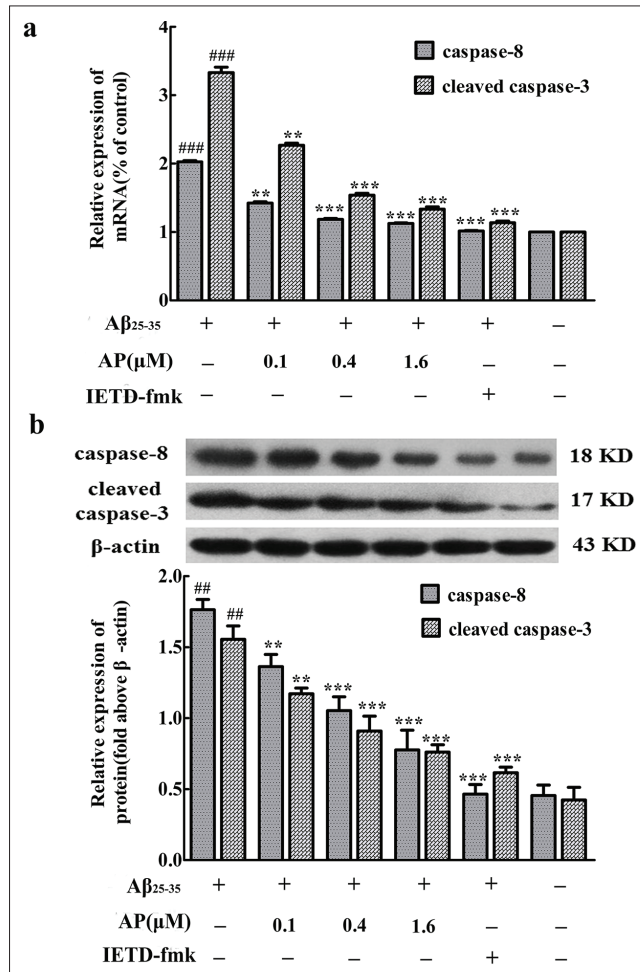 a
Relative expression of
mRNA(% of control)
4
3
2
1
0
### ### ** ** *** *** *** *** *** ***
caspase-8
cleaved caspase-3
Aβ25-35 + + + + + –
AP(μM) – 0.1 0.4 1.6 – –
IETD-fmk – – – – + –
b
caspase-8 18 KD
cleaved
caspase-3 17 KD
β-actin 43 KD
Relative expression of
protein(fold above β -actin)
2.0
1.5
1.0
0.5
0.0
## ## ** ** *** *** *** *** *** ***
caspase-8
cleaved caspase-3
Aβ25-35 + + + + + –
AP(μM) – 0.1 0.4 1.6 – –
IETD-fmk – – – – + –